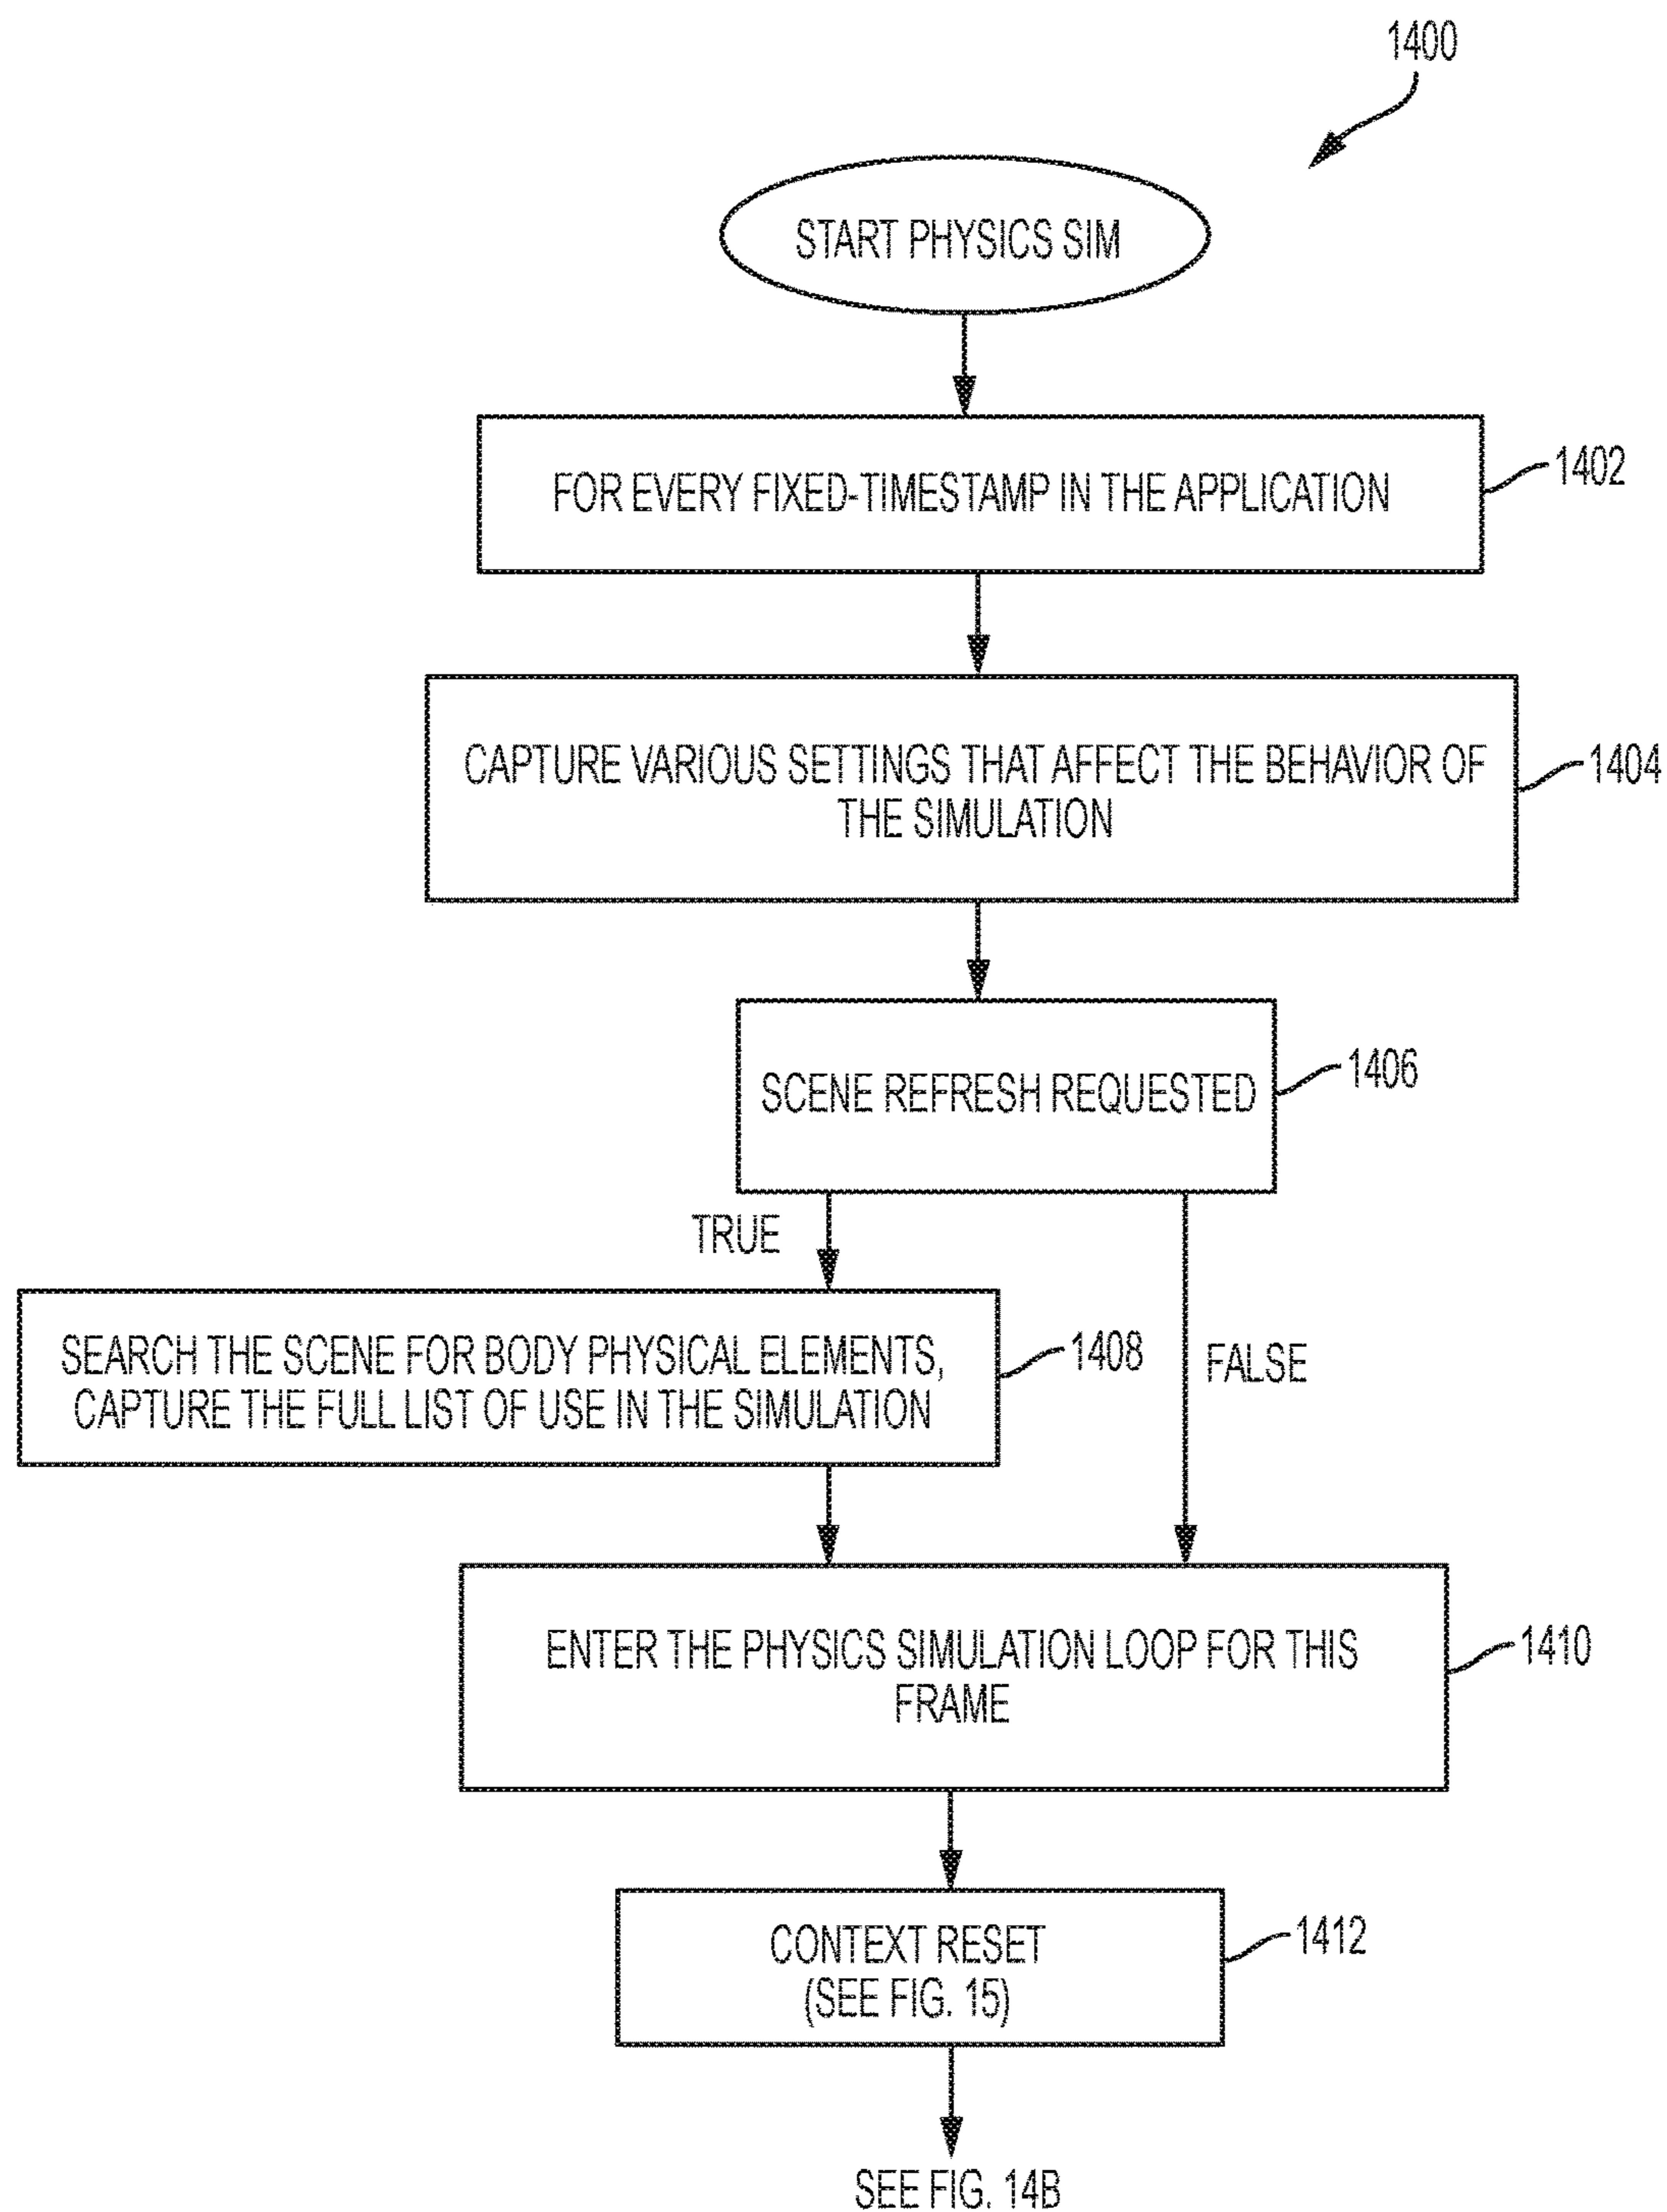 1400
START PHYSICS SIM
FOR EVERY FIXED-TIMESTAMP IN THE APPLICATION
1402
CAPTURE VARIOUS SETTINGS THAT AFFECT THE BEHAVIOR OF
THE SIMULATION
1404
SCENE REFRESH REQUESTED
1406
TRUE
FALSE
SEARCH THE SCENE FOR BODY PHYSICAL ELEMENTS,
CAPTURE THE FULL LIST OF USE IN THE SIMULATION
1408
ENTER THE PHYSICS SIMULATION LOOP FOR THIS
FRAME
1410
CONTEXT RESET
(SEE FIG. 15)
1412
SEE FIG. 14B